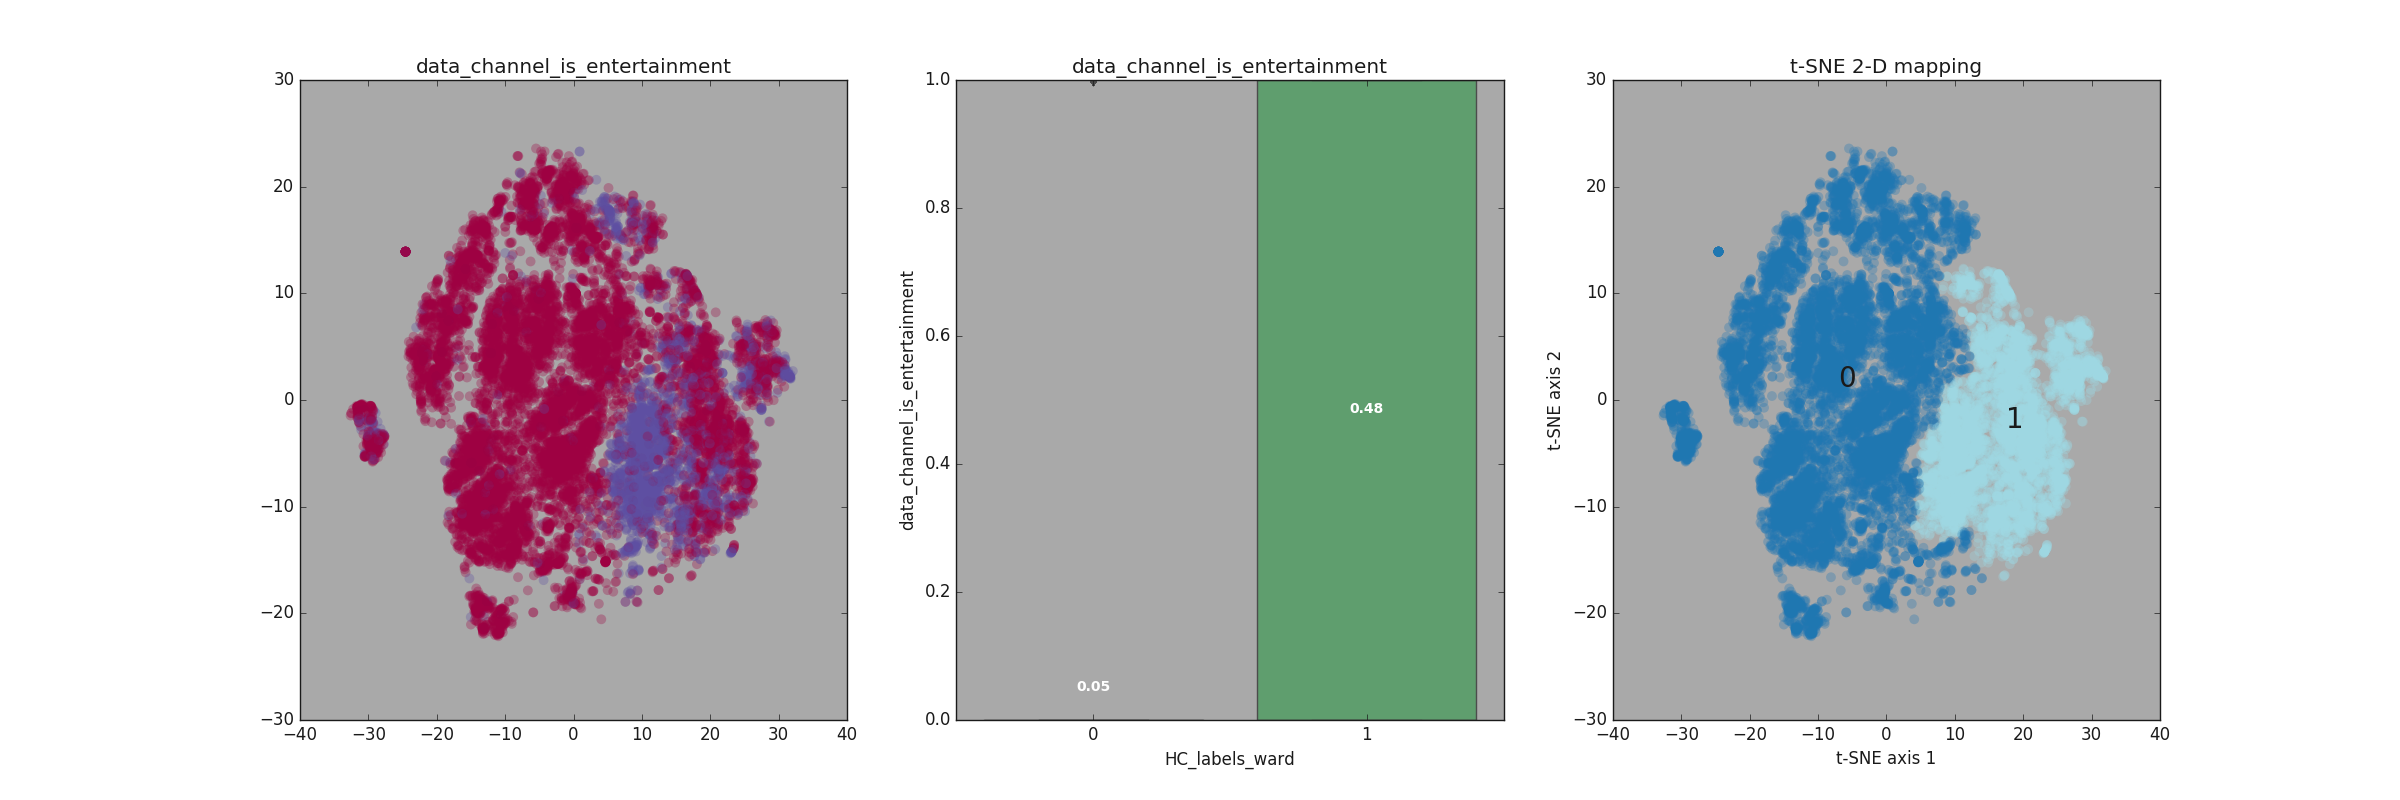 data_channel_is_entertainment
30
20
10
0
−10
−20
−30
−40 −30 −20 −10 0 10 20 30 40
data_channel_is_entertainment
data_channel_is_entertainment
1.0
0.8
0.6
0.4
0.2
0.0
0.48
0.05
0 1
HC_labels_ward
t-SNE 2-D mapping
t-SNE axis 2
30
20
10
0
−10
−20
−30
0
1
−40 −30 −20 −10 0 10 20 30 40
t-SNE axis 1